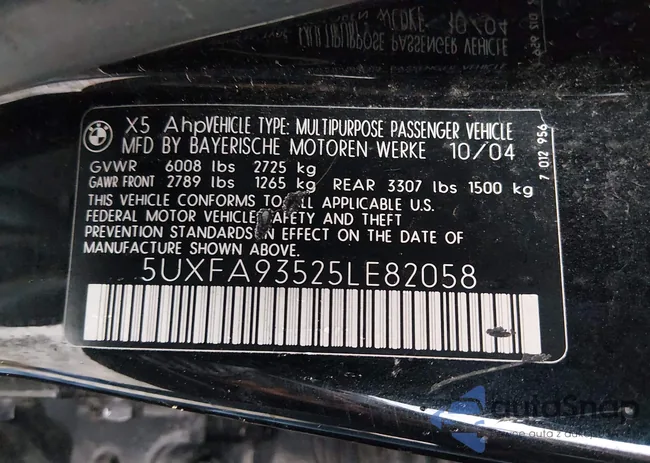 X5 AhpVEHICLE TYPE: MULTIPURPOSE PASSENGER VEHICLE
MFD BY BAYERISCHE MOTOREN WERKE 10/04
GVWR 6008 lbs 2725 kg
GAWR FRONT 2789 lbs 1265 kg REAR 3307 lbs 1500 kg
THIS VEHICLE CONFORMS TO ALL APPLICABLE U.S.
FEDERAL MOTOR VEHICLE SAFETY AND THEFT
PREVENTION STANDARDS IN EFFECT ON THE DATE OF
MANUFACTURE
5UXFA93525LE82058
7 012 956
autoSnap